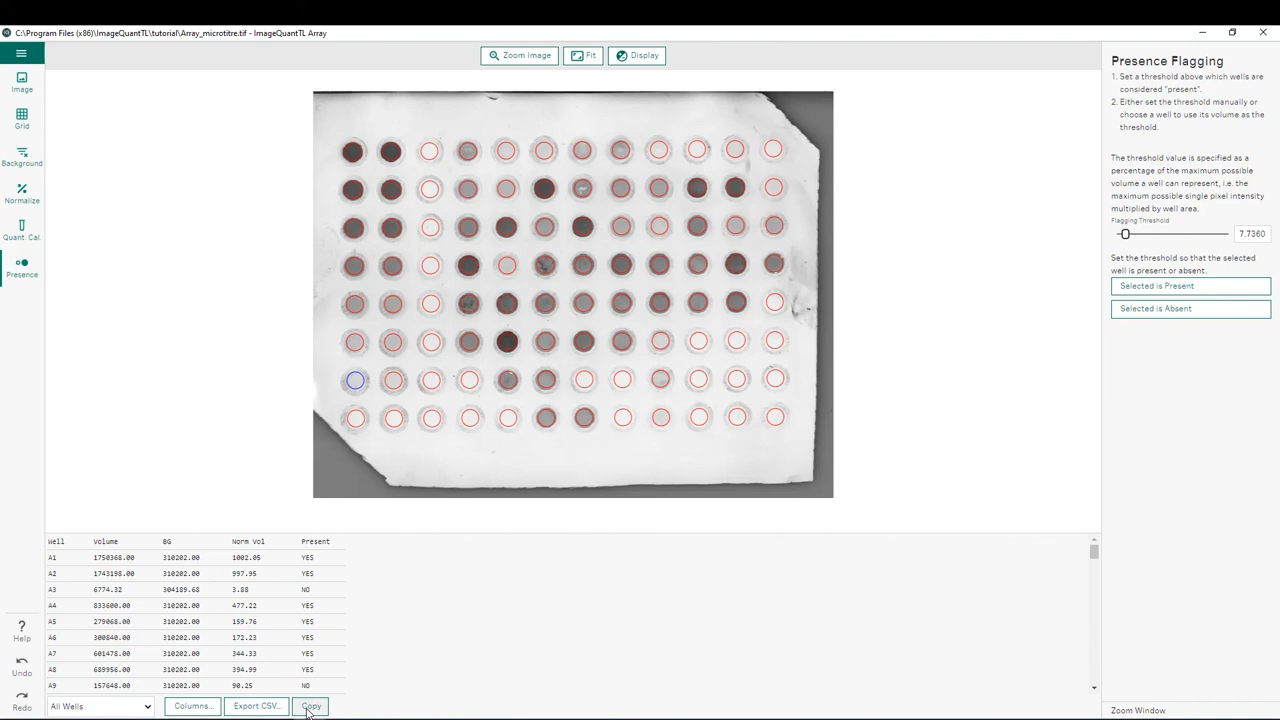 C:\Program Files (x86)\ImageQuantTL\tutorial\Array_microtitre.tif - ImageQuantTL Array
Zoom Image
Fit
Display
Image
Grid
Background
Normalize
Quant. Cal.
Presence
Help
Undo
Redo
Presence Flagging
1. Set a threshold above which wells are
considered "present".
2. Either set the threshold manually or
choose a well to use its volume as the
threshold.
The threshold value is specified as a
percentage of the maximum possible
volume a well can represent, i.e. the
maximum possible single pixel intensity
multiplied by well area.
Flagging Threshold
7.7360
Set the threshold so that the selected
well is present or absent.
Selected is Present
Selected is Absent
Well Volume BG Norm Vol Present
A1 1750368.00 310202.00 1002.05 YES
A2 1743198.00 310202.00 997.95 YES
A3 6774.32 304189.68 3.88 NO
A4 833600.00 310202.00 477.22 YES
A5 279068.00 310202.00 159.76 YES
A6 300840.00 310202.00 172.23 YES
A7 601478.00 310202.00 344.33 YES
A8 689956.00 310202.00 394.99 YES
A9 157648.00 310202.00 90.25 NO
All Wells
Columns...
Export CSV...
Copy
Zoom Window